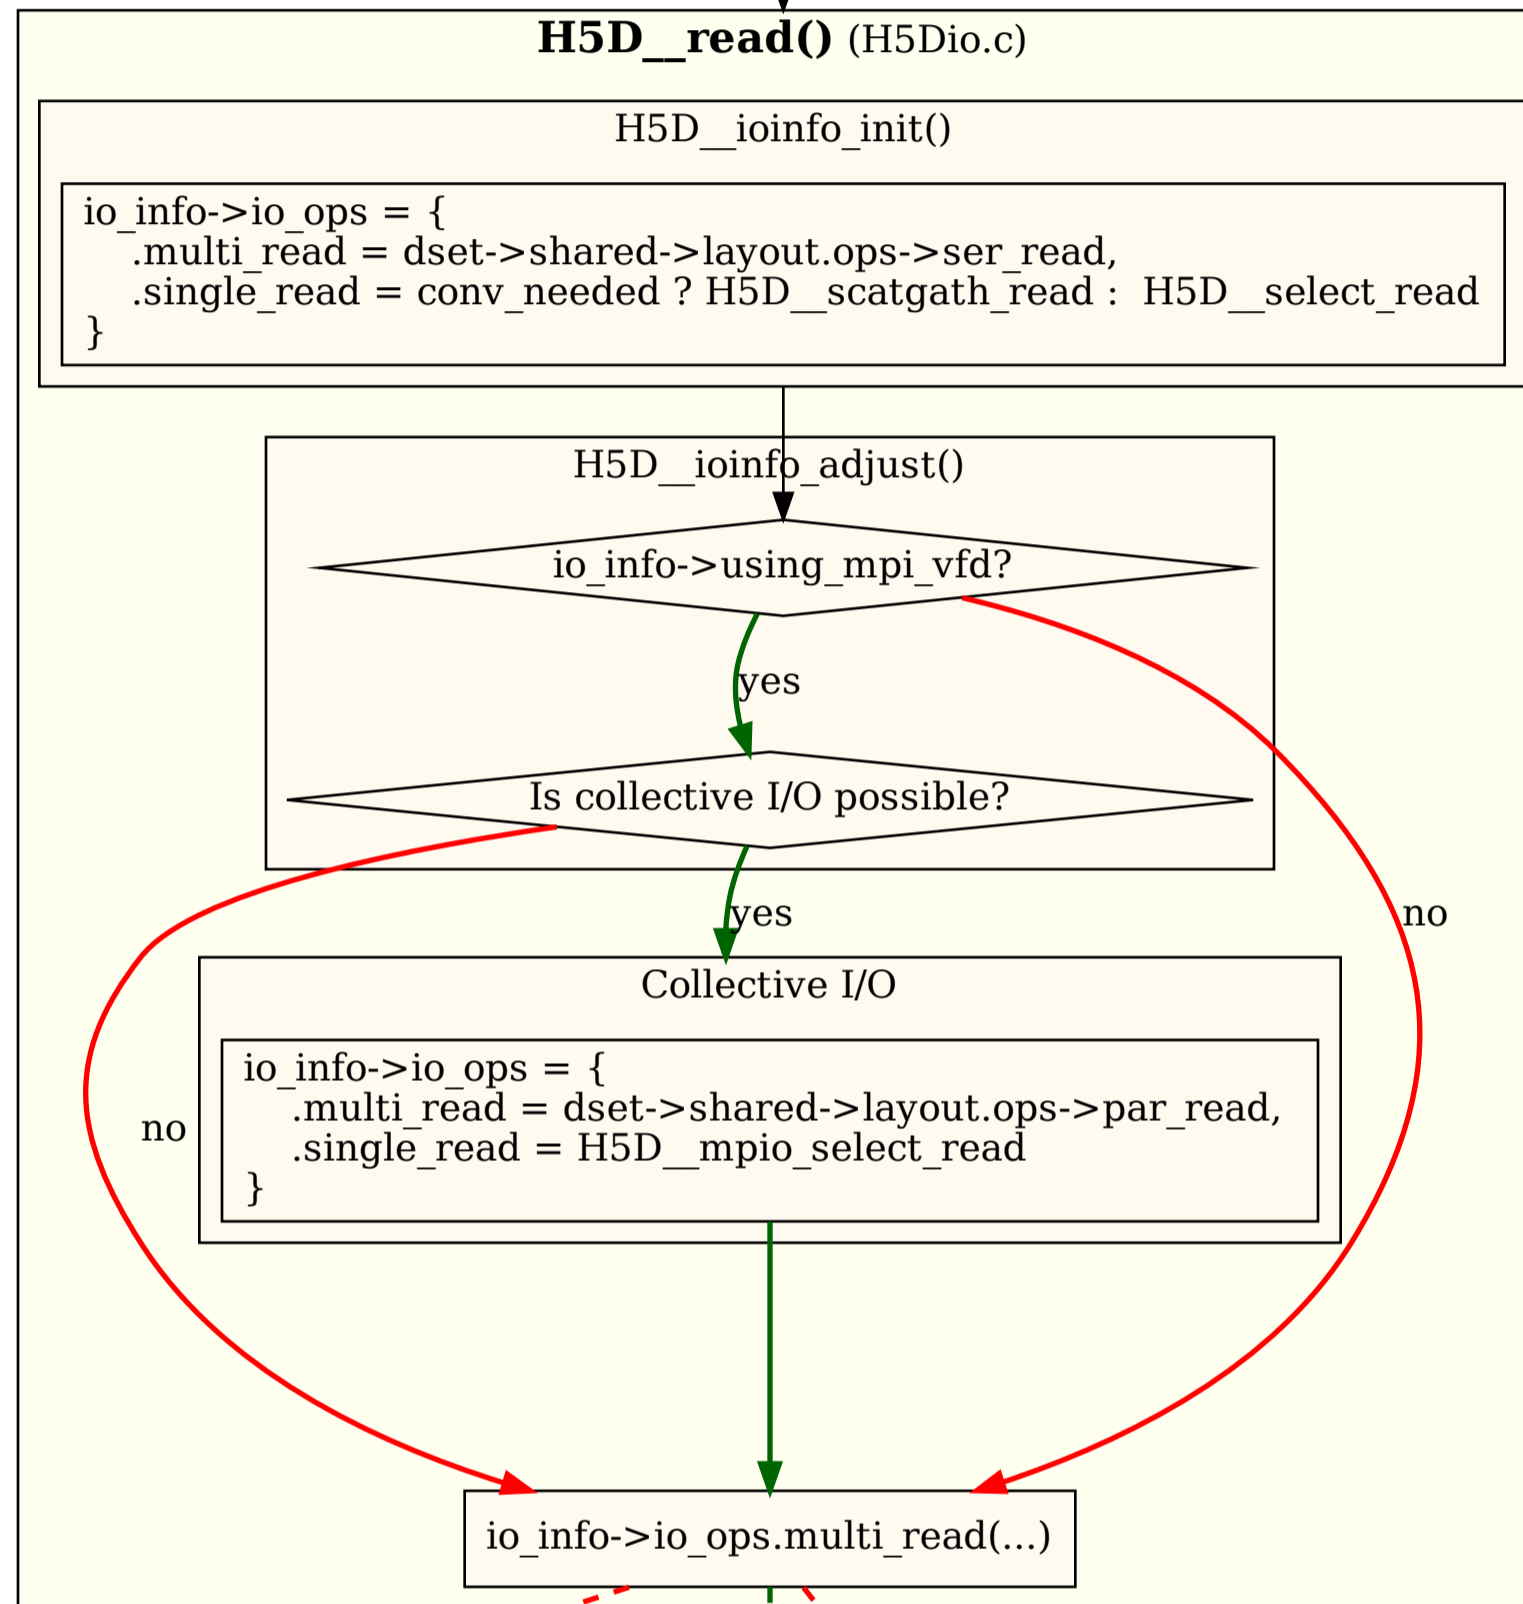 H5D__read() (H5Dio.c)
H5D__ioinfo_init()
io_info->io_ops = {
.multi_read = dset->shared->layout.ops->ser_read,
.single_read = conv_needed ? H5D__scatgath_read :  H5D__select_read
}
H5D__ioinfo_adjust()
io_info->using_mpi_vfd?
yes
Is collective I/O possible?
yes
no
Collective I/O
io_info->io_ops = {
.multi_read = dset->shared->layout.ops->par_read,
.single_read = H5D__mpio_select_read
}
no
io_info->io_ops.multi_read(...)